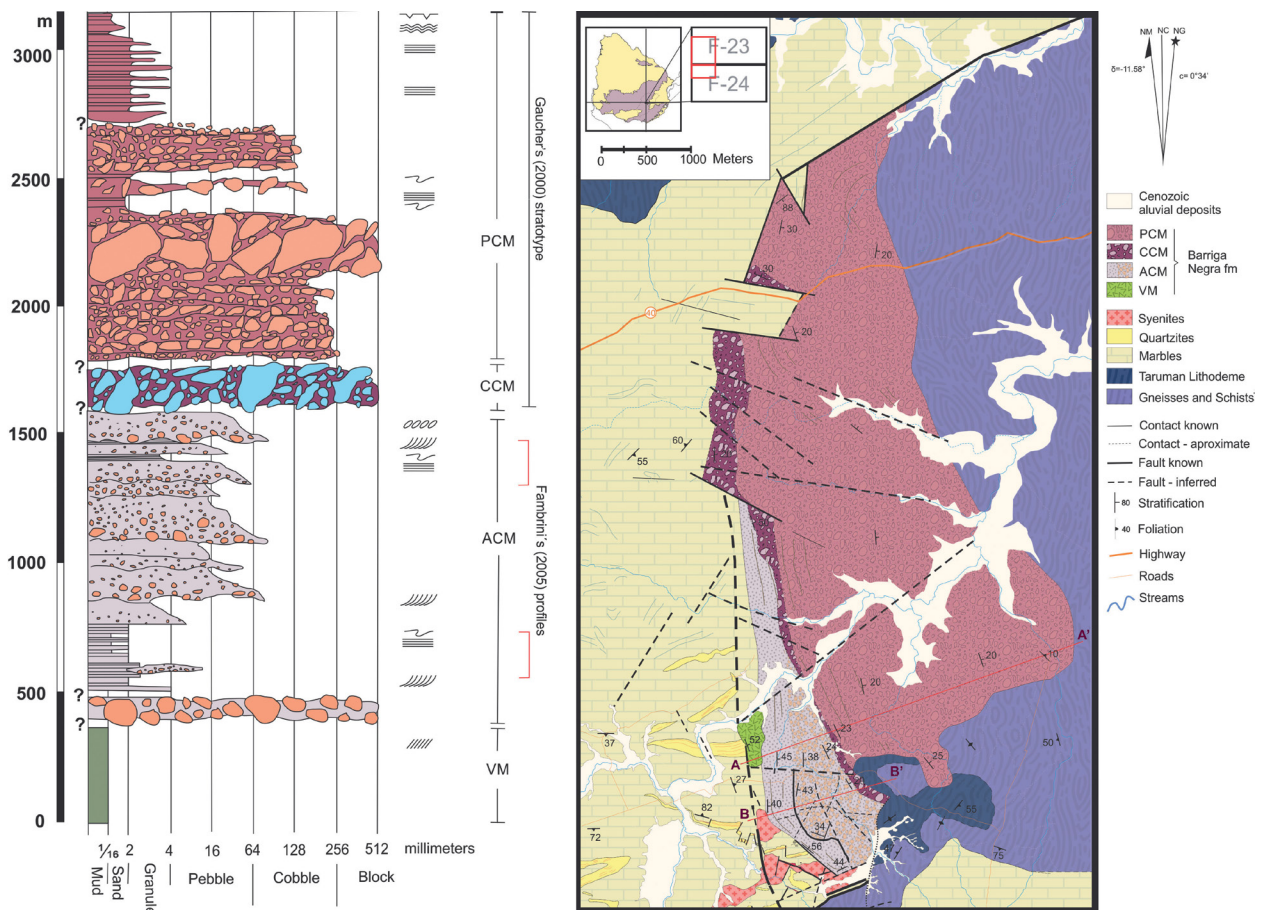 m
3000
2500
2000
1500
1000
500
0
?
?
?
?
?
1/16
2
4
16
64
128
256
512
millimeters
Mud
Sand
Granule
Pebble
Cobble
Block
Gaucher's (2000) stratotype
Fambrini's (2005) profiles
PCM
CCM
ACM
VM
F-23
F-24
0
500
1000
Meters
NM
NC
NG
δ=-11.58°
c= 0°34'
40
88
30
30
20
20
60
55
20
20
10
A'
23
24
25
50
52
45
38
37
A
B'
27
43
B
40
82
34
55
56
72
44
75
Cenozoic
aluvial deposits
PCM
CCM
ACM
VM
Barriga
Negra fm
Syenites
Quartzites
Marbles
Taruman Lithodeme
Gneisses and Schists
Contact known
Contact - aproximate
Fault known
Fault - inferred
80
Stratification
40
Foliation
Highway
Roads
Streams